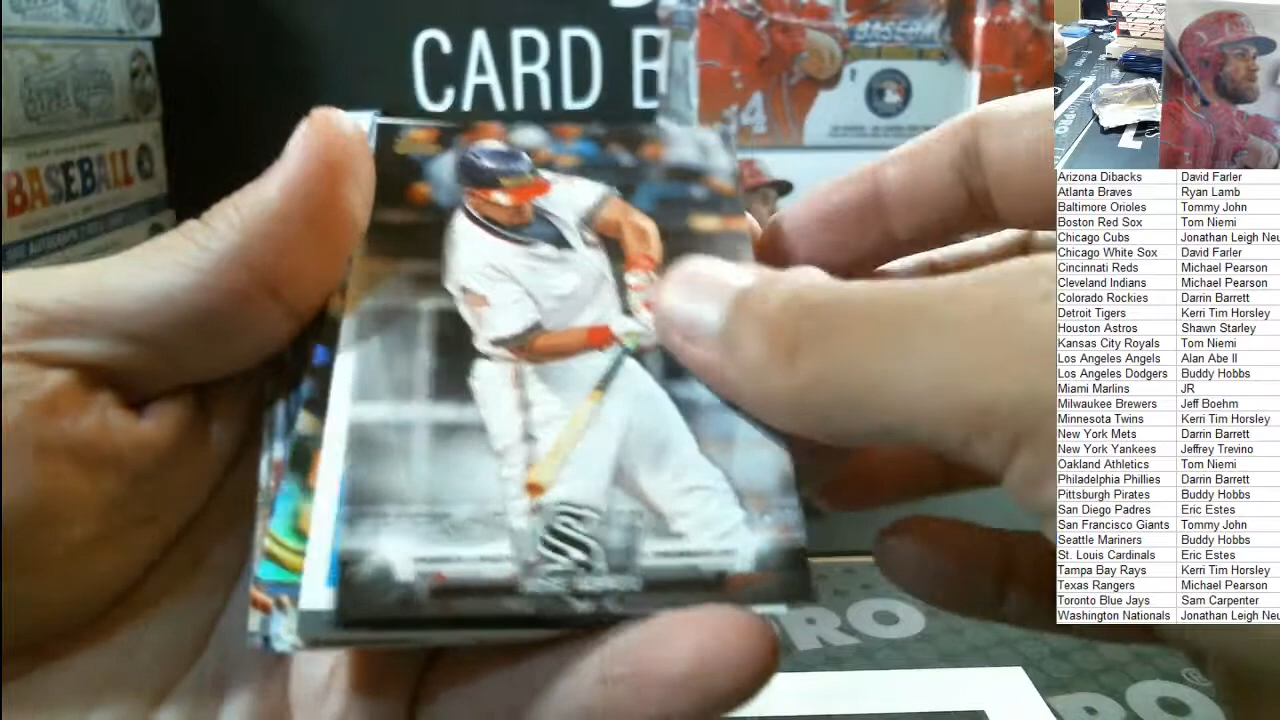 CARD B
BASEBALL
BASEBALL
14
SS
TRO
PRO
®
Arizona Dibacks David Farler
Atlanta Braves Ryan Lamb
Baltimore Orioles Tommy John
Boston Red Sox Tom Niemi
Chicago Cubs Jonathan Leigh Neu
Chicago White Sox David Farler
Cincinnati Reds Michael Pearson
Cleveland Indians Michael Pearson
Colorado Rockies Darrin Barrett
Detroit Tigers Kerri Tim Horsley
Houston Astros Shawn Starley
Kansas City Royals Tom Niemi
Los Angeles Angels Alan Abe II
Los Angeles Dodgers Buddy Hobbs
Miami Marlins JR
Milwaukee Brewers Jeff Boehm
Minnesota Twins Kerri Tim Horsley
New York Mets Darrin Barrett
New York Yankees Jeffrey Trevino
Oakland Athletics Tom Niemi
Philadelphia Phillies Darrin Barrett
Pittsburgh Pirates Buddy Hobbs
San Diego Padres Eric Estes
San Francisco Giants Tommy John
Seattle Mariners Buddy Hobbs
St. Louis Cardinals Eric Estes
Tampa Bay Rays Kerri Tim Horsley
Texas Rangers Michael Pearson
Toronto Blue Jays Sam Carpenter
Washington Nationals Jonathan Leigh Neu